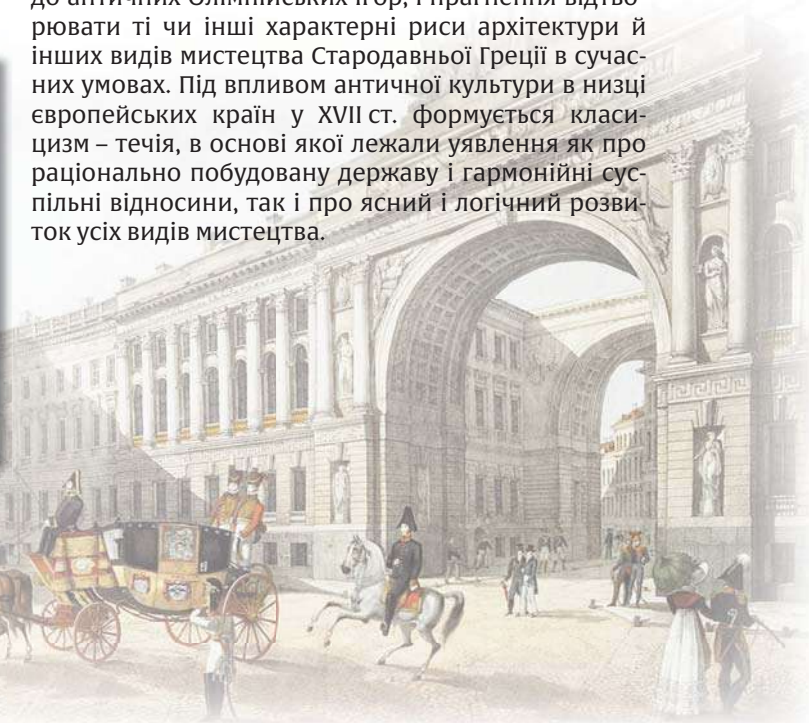 до античних Олімпійських ігор, і прагнення відтво-
рювати ті чи інші характерні риси архітектури й
інших видів мистецтва Стародавньої Греції в сучас-
них умовах. Під впливом античної культури в низці
європейських країн у XVII ст. формується класи-
цизм – течія, в основі якої лежали уявлення як про
раціонально побудовану державу і гармонійні сус-
пільні відносини, так і про ясний і логічний розви-
ток усіх видів мистецтва.